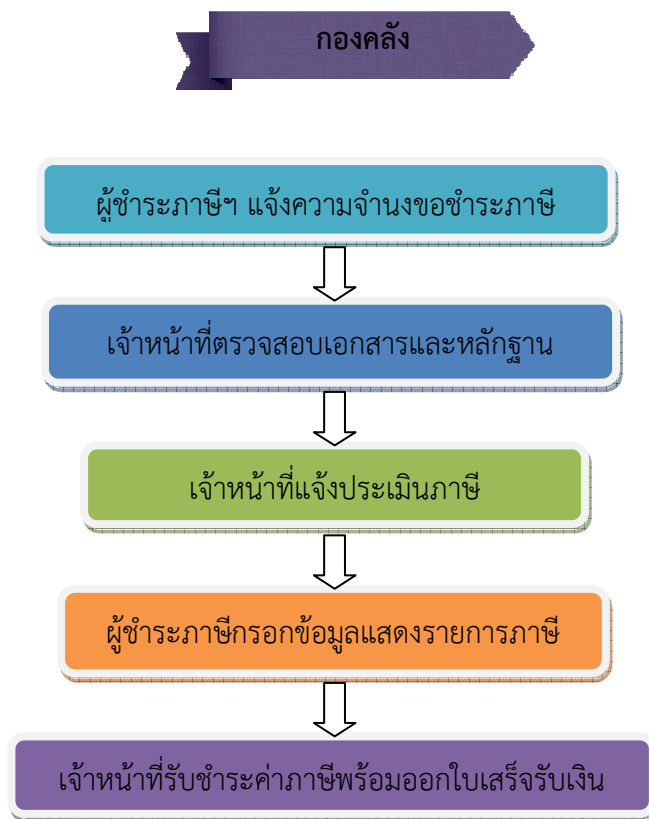 กองคลัง
ผู้ชำระภาษีฯ แจ้งความจำนงขอชำระภาษี
เจ้าหน้าที่ตรวจสอบเอกสารและหลักฐาน
เจ้าหน้าที่แจ้งประเมินภาษี
ผู้ชำระภาษีกรอกข้อมูลแสดงรายการภาษี
เจ้าหน้าที่รับชำระค่าภาษีพร้อมออกใบเสร็จรับเงิน